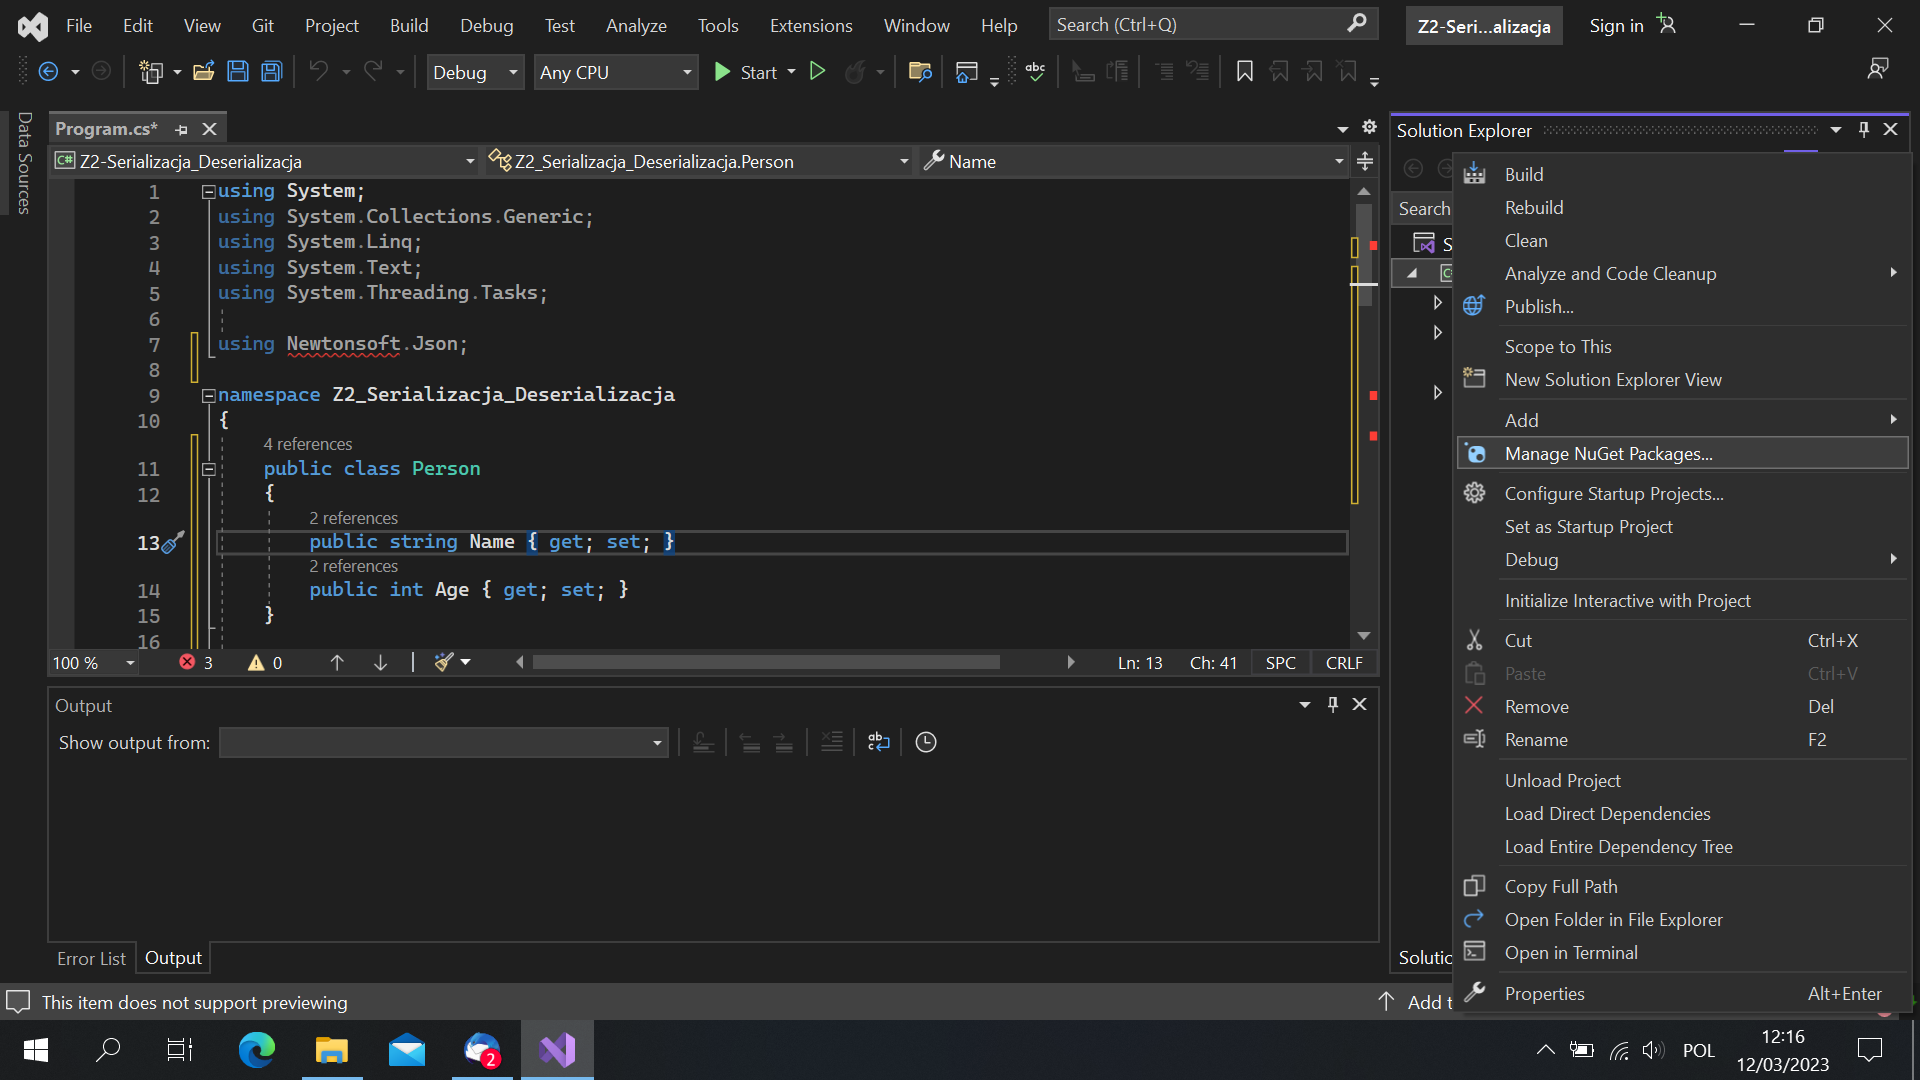 File Edit View Git Project Build Debug Test Analyze Tools Extensions Window Help Search (Ctrl+Q) Z2-Seri...alizacja Sign in
Debug Any CPU Start abc
Data Sources
Program.cs*
Z2-Serializacja_Deserializacja Z2_Serializacja_Deserializacja.Person Name
1 using System;
2 using System.Collections.Generic;
3 using System.Linq;
4 using System.Text;
5 using System.Threading.Tasks;
6
7 using Newtonsoft.Json;
8
9 namespace Z2_Serializacja_Deserializacja
10 {
4 references
11 public class Person
12 {
2 references
13 public string Name { get; set; }
2 references
14 public int Age { get; set; }
15 }
16
100 % 3 0 Ln: 13 Ch: 41 SPC CRLF
Output
Show output from:
Error List Output
Solution Explorer
Search
S
C
Solutic
Build
Rebuild
Clean
Analyze and Code Cleanup
Publish...
Scope to This
New Solution Explorer View
Add
Manage NuGet Packages...
Configure Startup Projects...
Set as Startup Project
Debug
Initialize Interactive with Project
Cut Ctrl+X
Paste Ctrl+V
Remove Del
Rename F2
Unload Project
Load Direct Dependencies
Load Entire Dependency Tree
Copy Full Path
Open Folder in File Explorer
Open in Terminal
Properties Alt+Enter
This item does not support previewing Add t
2 POL 12:16
12/03/2023